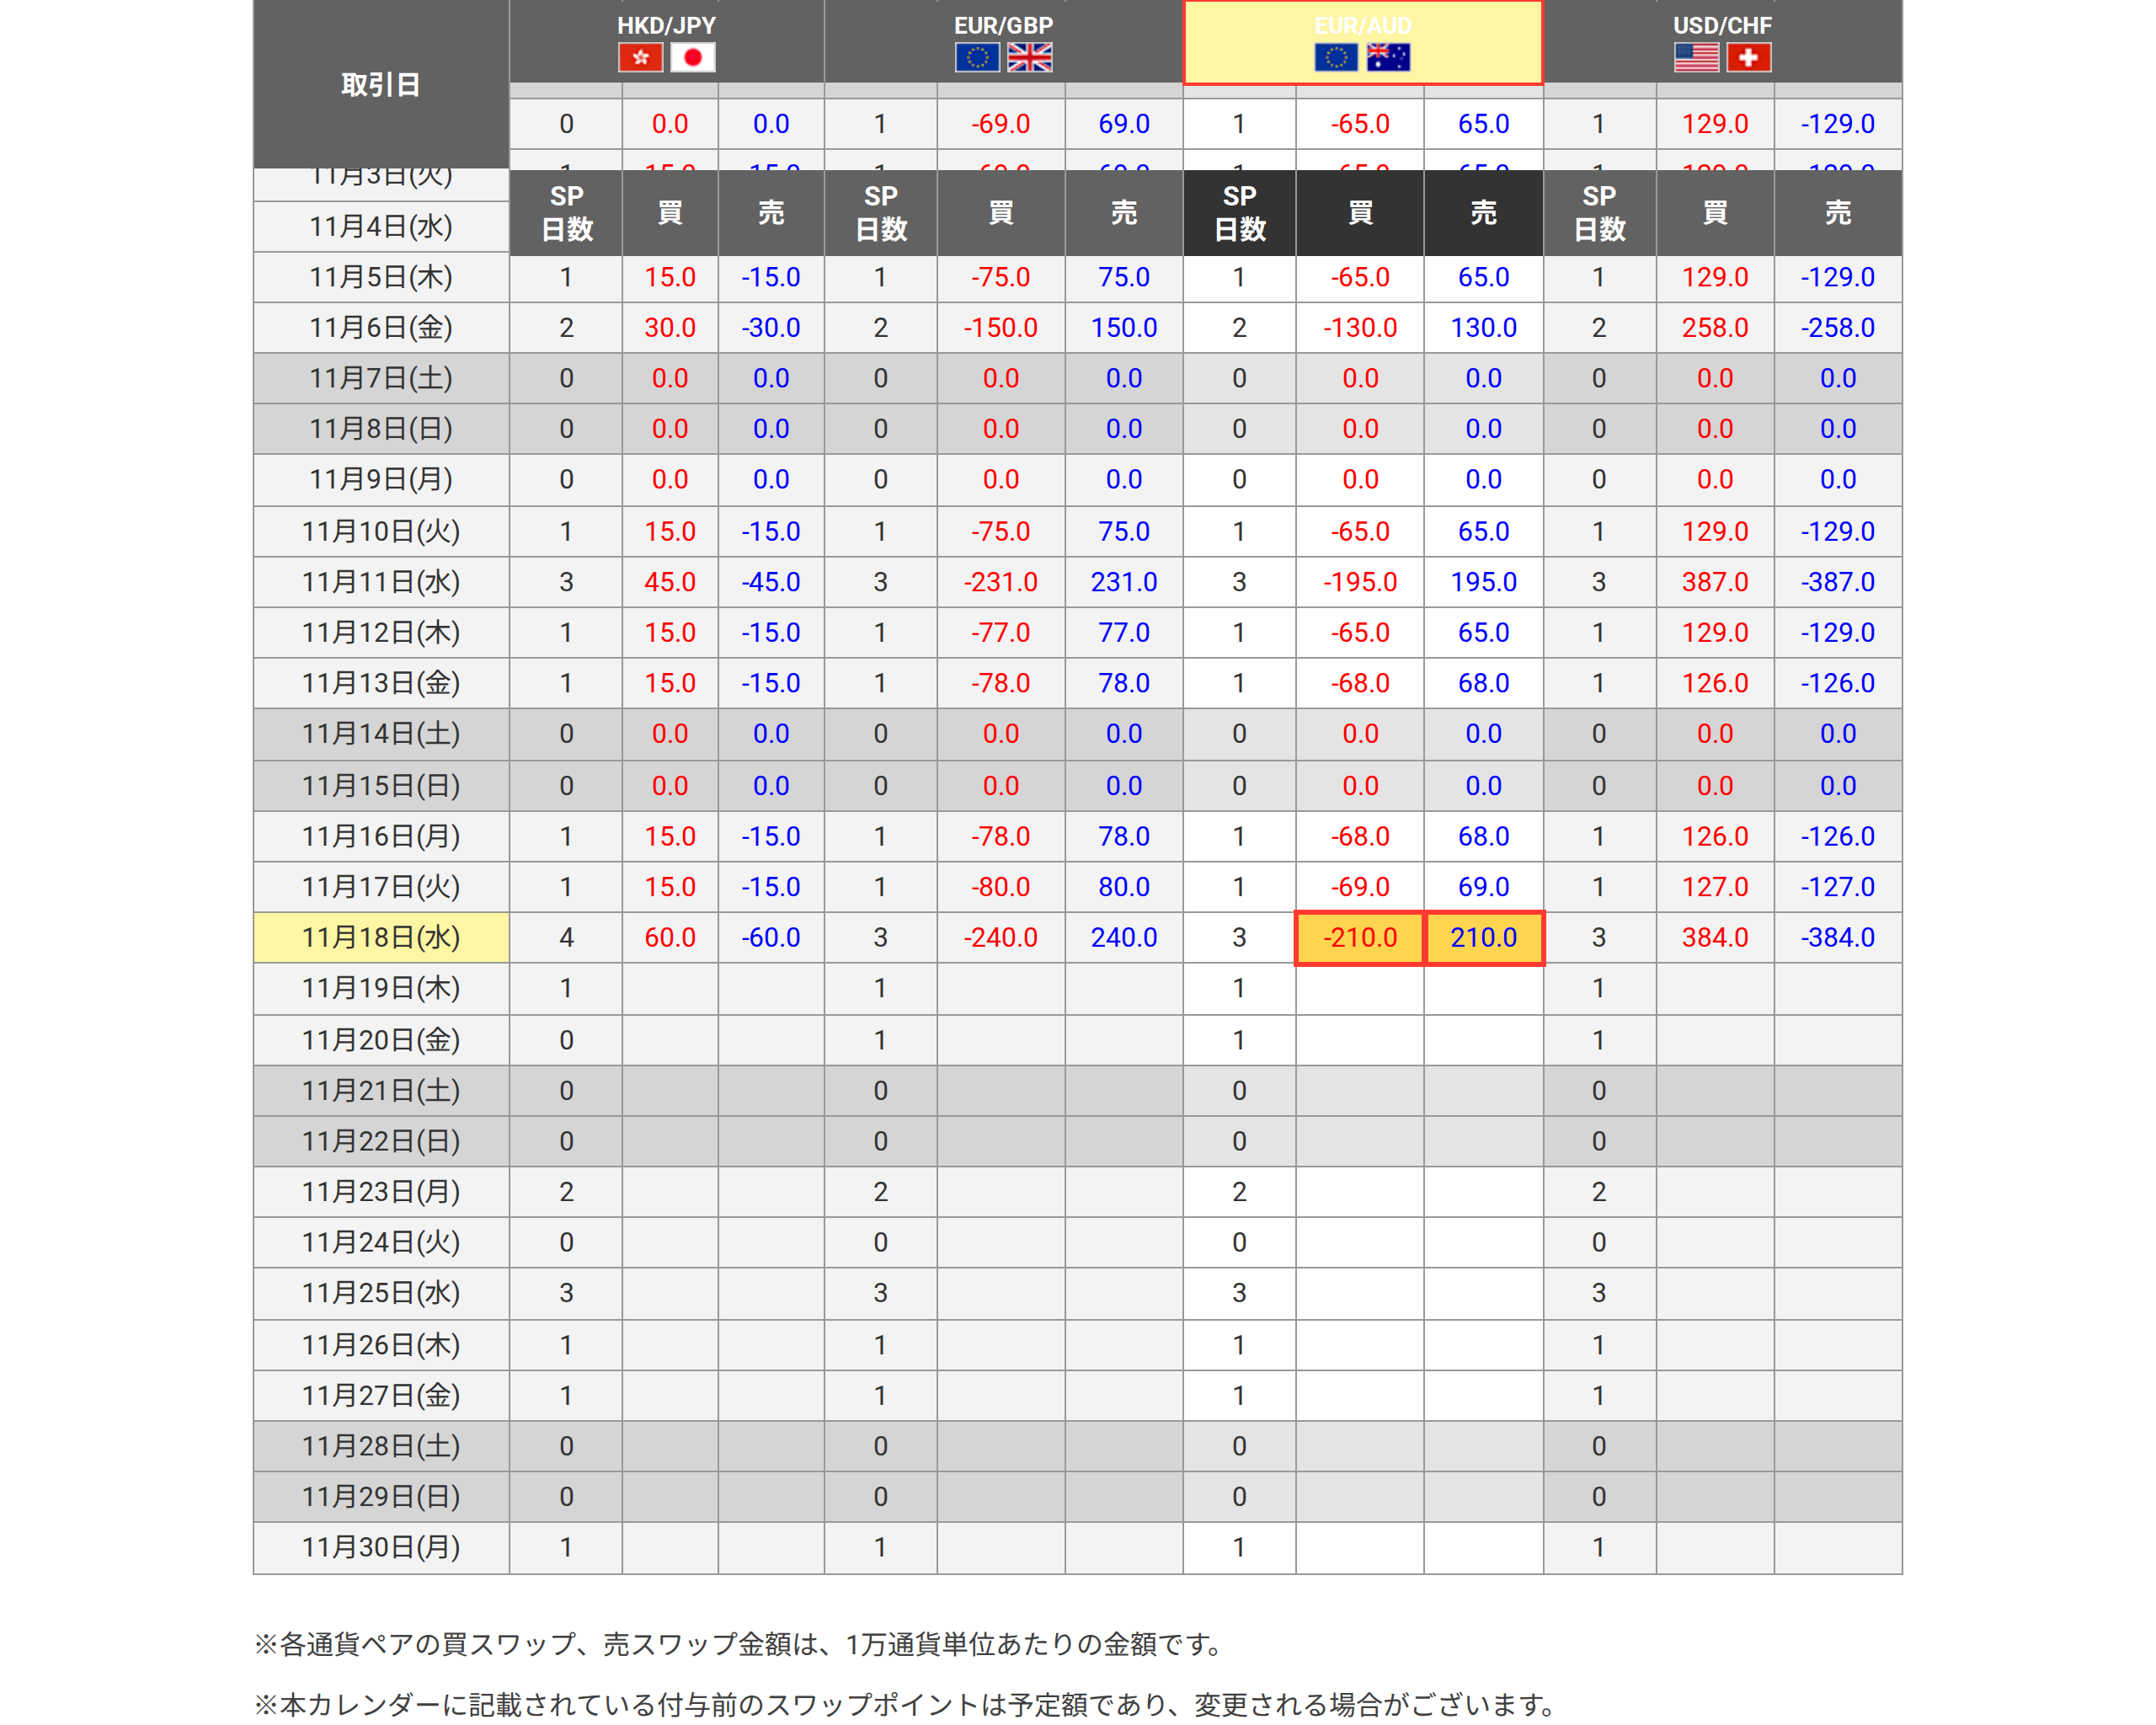 取引日 HKD/JPY EUR/GBP EUR/AUD USD/CHF
0 0.0 0.0 1 -69.0 69.0 1 -65.0 65.0 1 129.0 -129.0
11月3日(火)
SP日数 買 売 SP日数 買 売 SP日数 買 売 SP日数 買 売
11月4日(水)
11月5日(木) 1 15.0 -15.0 1 -75.0 75.0 1 -65.0 65.0 1 129.0 -129.0
11月6日(金) 2 30.0 -30.0 2 -150.0 150.0 2 -130.0 130.0 2 258.0 -258.0
11月7日(土) 0 0.0 0.0 0 0.0 0.0 0 0.0 0.0 0 0.0 0.0
11月8日(日) 0 0.0 0.0 0 0.0 0.0 0 0.0 0.0 0 0.0 0.0
11月9日(月) 0 0.0 0.0 0 0.0 0.0 0 0.0 0.0 0 0.0 0.0
11月10日(火) 1 15.0 -15.0 1 -75.0 75.0 1 -65.0 65.0 1 129.0 -129.0
11月11日(水) 3 45.0 -45.0 3 -231.0 231.0 3 -195.0 195.0 3 387.0 -387.0
11月12日(木) 1 15.0 -15.0 1 -77.0 77.0 1 -65.0 65.0 1 129.0 -129.0
11月13日(金) 1 15.0 -15.0 1 -78.0 78.0 1 -68.0 68.0 1 126.0 -126.0
11月14日(土) 0 0.0 0.0 0 0.0 0.0 0 0.0 0.0 0 0.0 0.0
11月15日(日) 0 0.0 0.0 0 0.0 0.0 0 0.0 0.0 0 0.0 0.0
11月16日(月) 1 15.0 -15.0 1 -78.0 78.0 1 -68.0 68.0 1 126.0 -126.0
11月17日(火) 1 15.0 -15.0 1 -80.0 80.0 1 -69.0 69.0 1 127.0 -127.0
11月18日(水) 4 60.0 -60.0 3 -240.0 240.0 3 -210.0 210.0 3 384.0 -384.0
11月19日(木) 1 1 1 1
11月20日(金) 0 1 1 1
11月21日(土) 0 0 0 0
11月22日(日) 0 0 0 0
11月23日(月) 2 2 2 2
11月24日(火) 0 0 0 0
11月25日(水) 3 3 3 3
11月26日(木) 1 1 1 1
11月27日(金) 1 1 1 1
11月28日(土) 0 0 0 0
11月29日(日) 0 0 0 0
11月30日(月) 1 1 1 1
※各通貨ペアの買スワップ、売スワップ金額は、1万通貨単位あたりの金額です。
※本カレンダーに記載されている付与前のスワップポイントは予定額であり、変更される場合がございます。